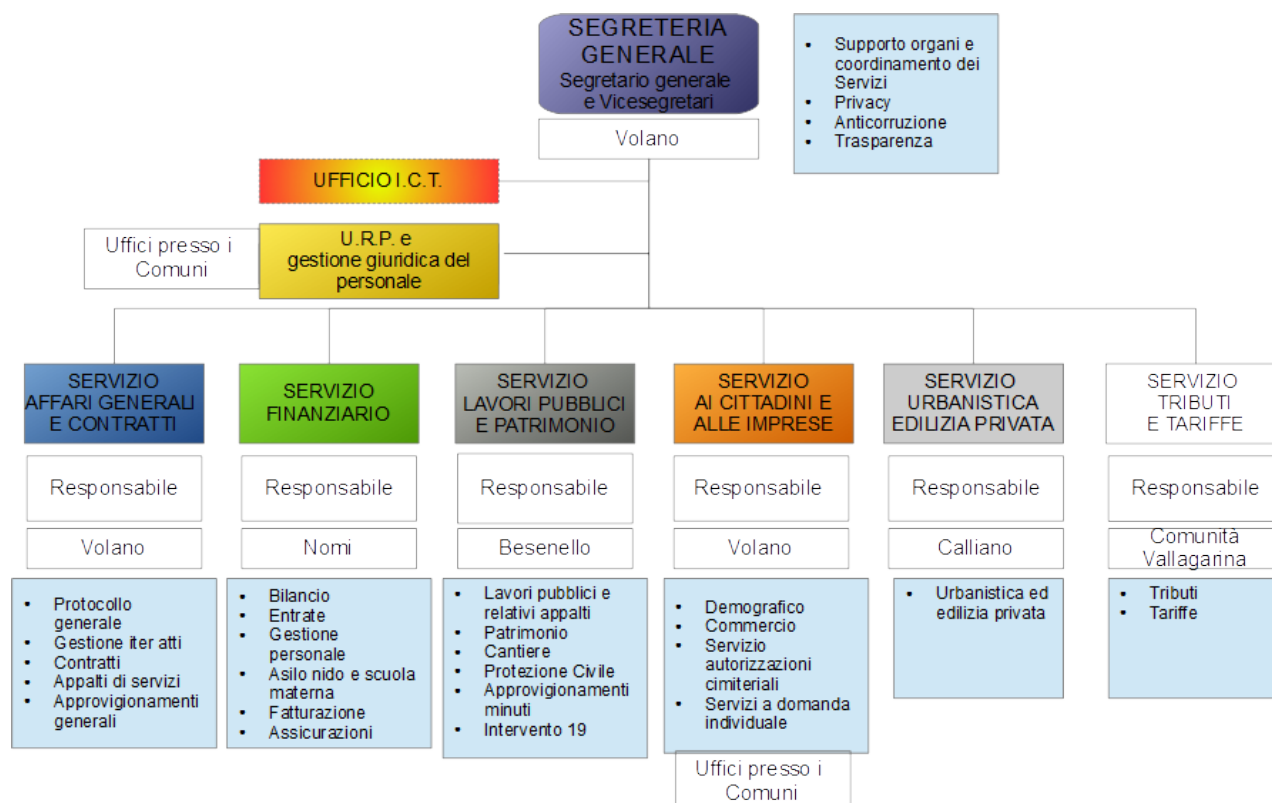 SEGRETERIA
GENERALE
Segretario generale
e Vicesegretari
Volano
• Supporto organi e
coordinamento dei
Servizi
• Privacy
• Anticorruzione
• Trasparenza
UFFICIO I.C.T.
Uffici presso i
Comuni
U.R.P. e
gestione giuridica del
personale
SERVIZIO
AFFARI GENERALI
E CONTRATTI
Responsabile
Volano
• Protocollo
generale
• Gestione iter atti
• Contratti
• Appalti di servizi
• Approvigionamenti
generali
SERVIZIO
FINANZIARIO
Responsabile
Nomi
• Bilancio
• Entrate
• Gestione
personale
• Asilo nido e scuola
materna
• Fatturazione
• Assicurazioni
SERVIZIO
LAVORI PUBBLICI
E PATRIMONIO
Responsabile
Besenello
• Lavori pubblici e
relativi appalti
• Patrimonio
• Cantiere
• Protezione Civile
• Approvigionamenti
minuti
• Intervento 19
SERVIZIO
AI CITTADINI E
ALLE IMPRESE
Responsabile
Volano
• Demografico
• Commercio
• Servizio
autorizzazioni
cimiteriali
• Servizi a domanda
individuale
Uffici presso i
Comuni
SERVIZIO
URBANISTICA
EDILIZIA PRIVATA
Responsabile
Calliano
• Urbanistica ed
edilizia privata
SERVIZIO
TRIBUTI
E TARIFFE
Responsabile
Comunità
Vallagarina
• Tributi
• Tariffe